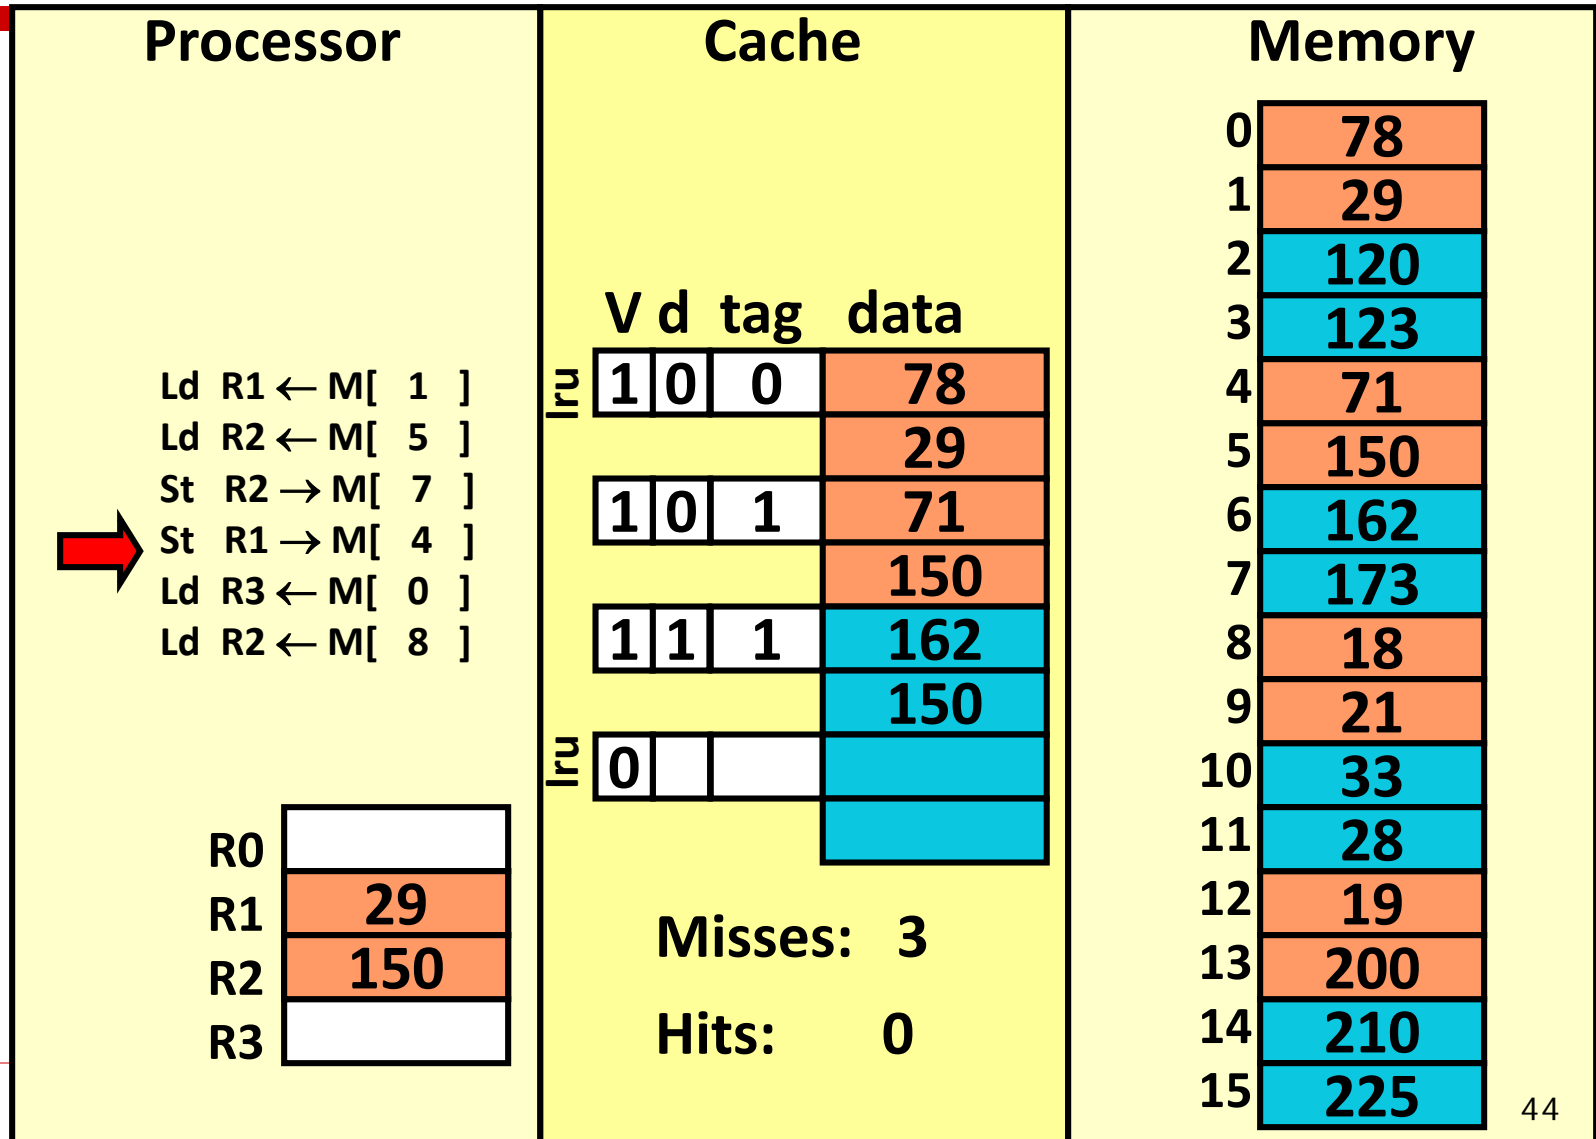 Processor
Ld R1 ← M[ 1 ]
Ld R2 ← M[ 5 ]
St R2 → M[ 7 ]
St R1 → M[ 4 ]
Ld R3 ← M[ 0 ]
Ld R2 ← M[ 8 ]
R0
R1 29
R2 150
R3
Cache
V d tag data
lru 1 0 0 78
29
1 0 1 71
150
1 1 1 162
150
lru 0
Misses: 3
Hits: 0
Memory
0 78
1 29
2 120
3 123
4 71
5 150
6 162
7 173
8 18
9 21
10 33
11 28
12 19
13 200
14 210
15 225
44